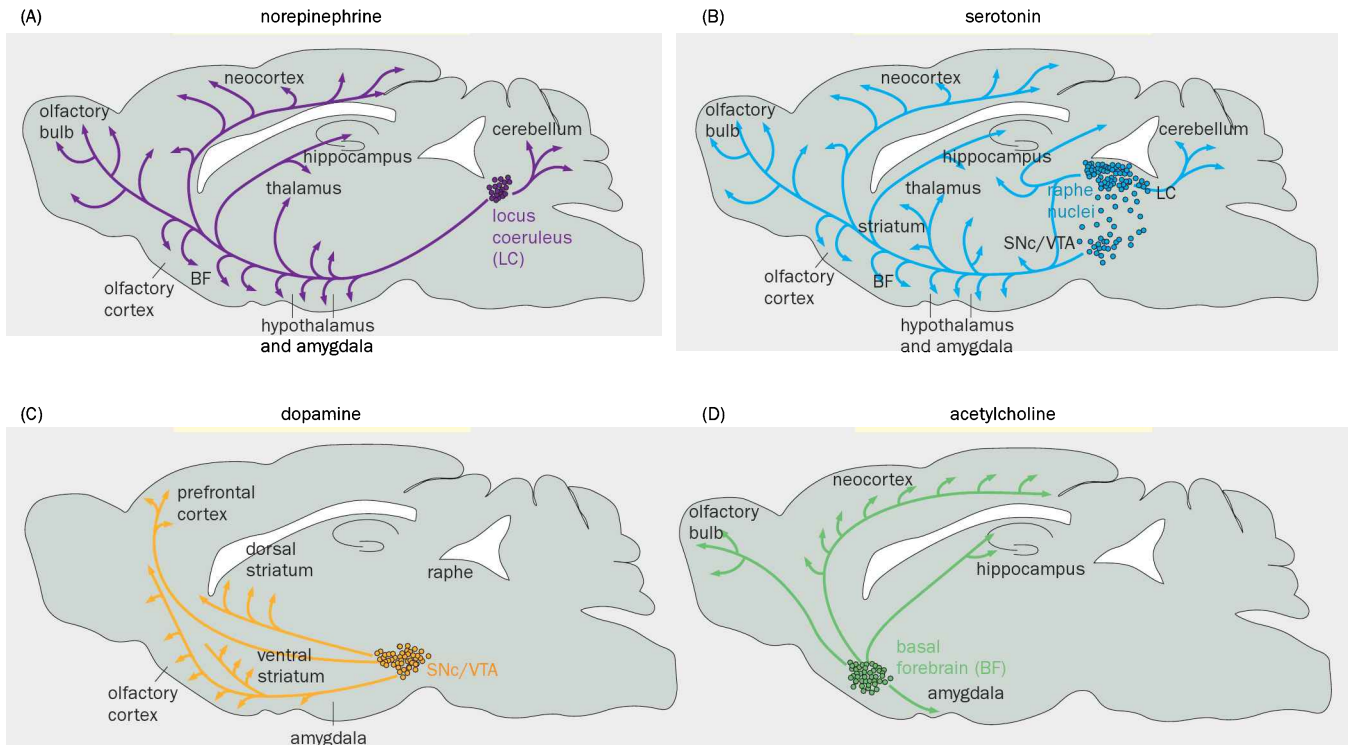 (A)
norepinephrine
neocortex
olfactory
bulb
cerebellum
hippocampus
thalamus
locus
coeruleus
(LC)
BF
olfactory
cortex
hypothalamus
and amygdala
(B)
serotonin
neocortex
olfactory
bulb
cerebellum
hippocampus
thalamus
raphe
nuclei
LC
striatum
SNc/VTA
BF
olfactory
cortex
hypothalamus
and amygdala
(C)
dopamine
prefrontal
cortex
dorsal
striatum
raphe
ventral
striatum
SNc/VTA
olfactory
cortex
amygdala
(D)
acetylcholine
neocortex
olfactory
bulb
hippocampus
basal
forebrain (BF)
amygdala